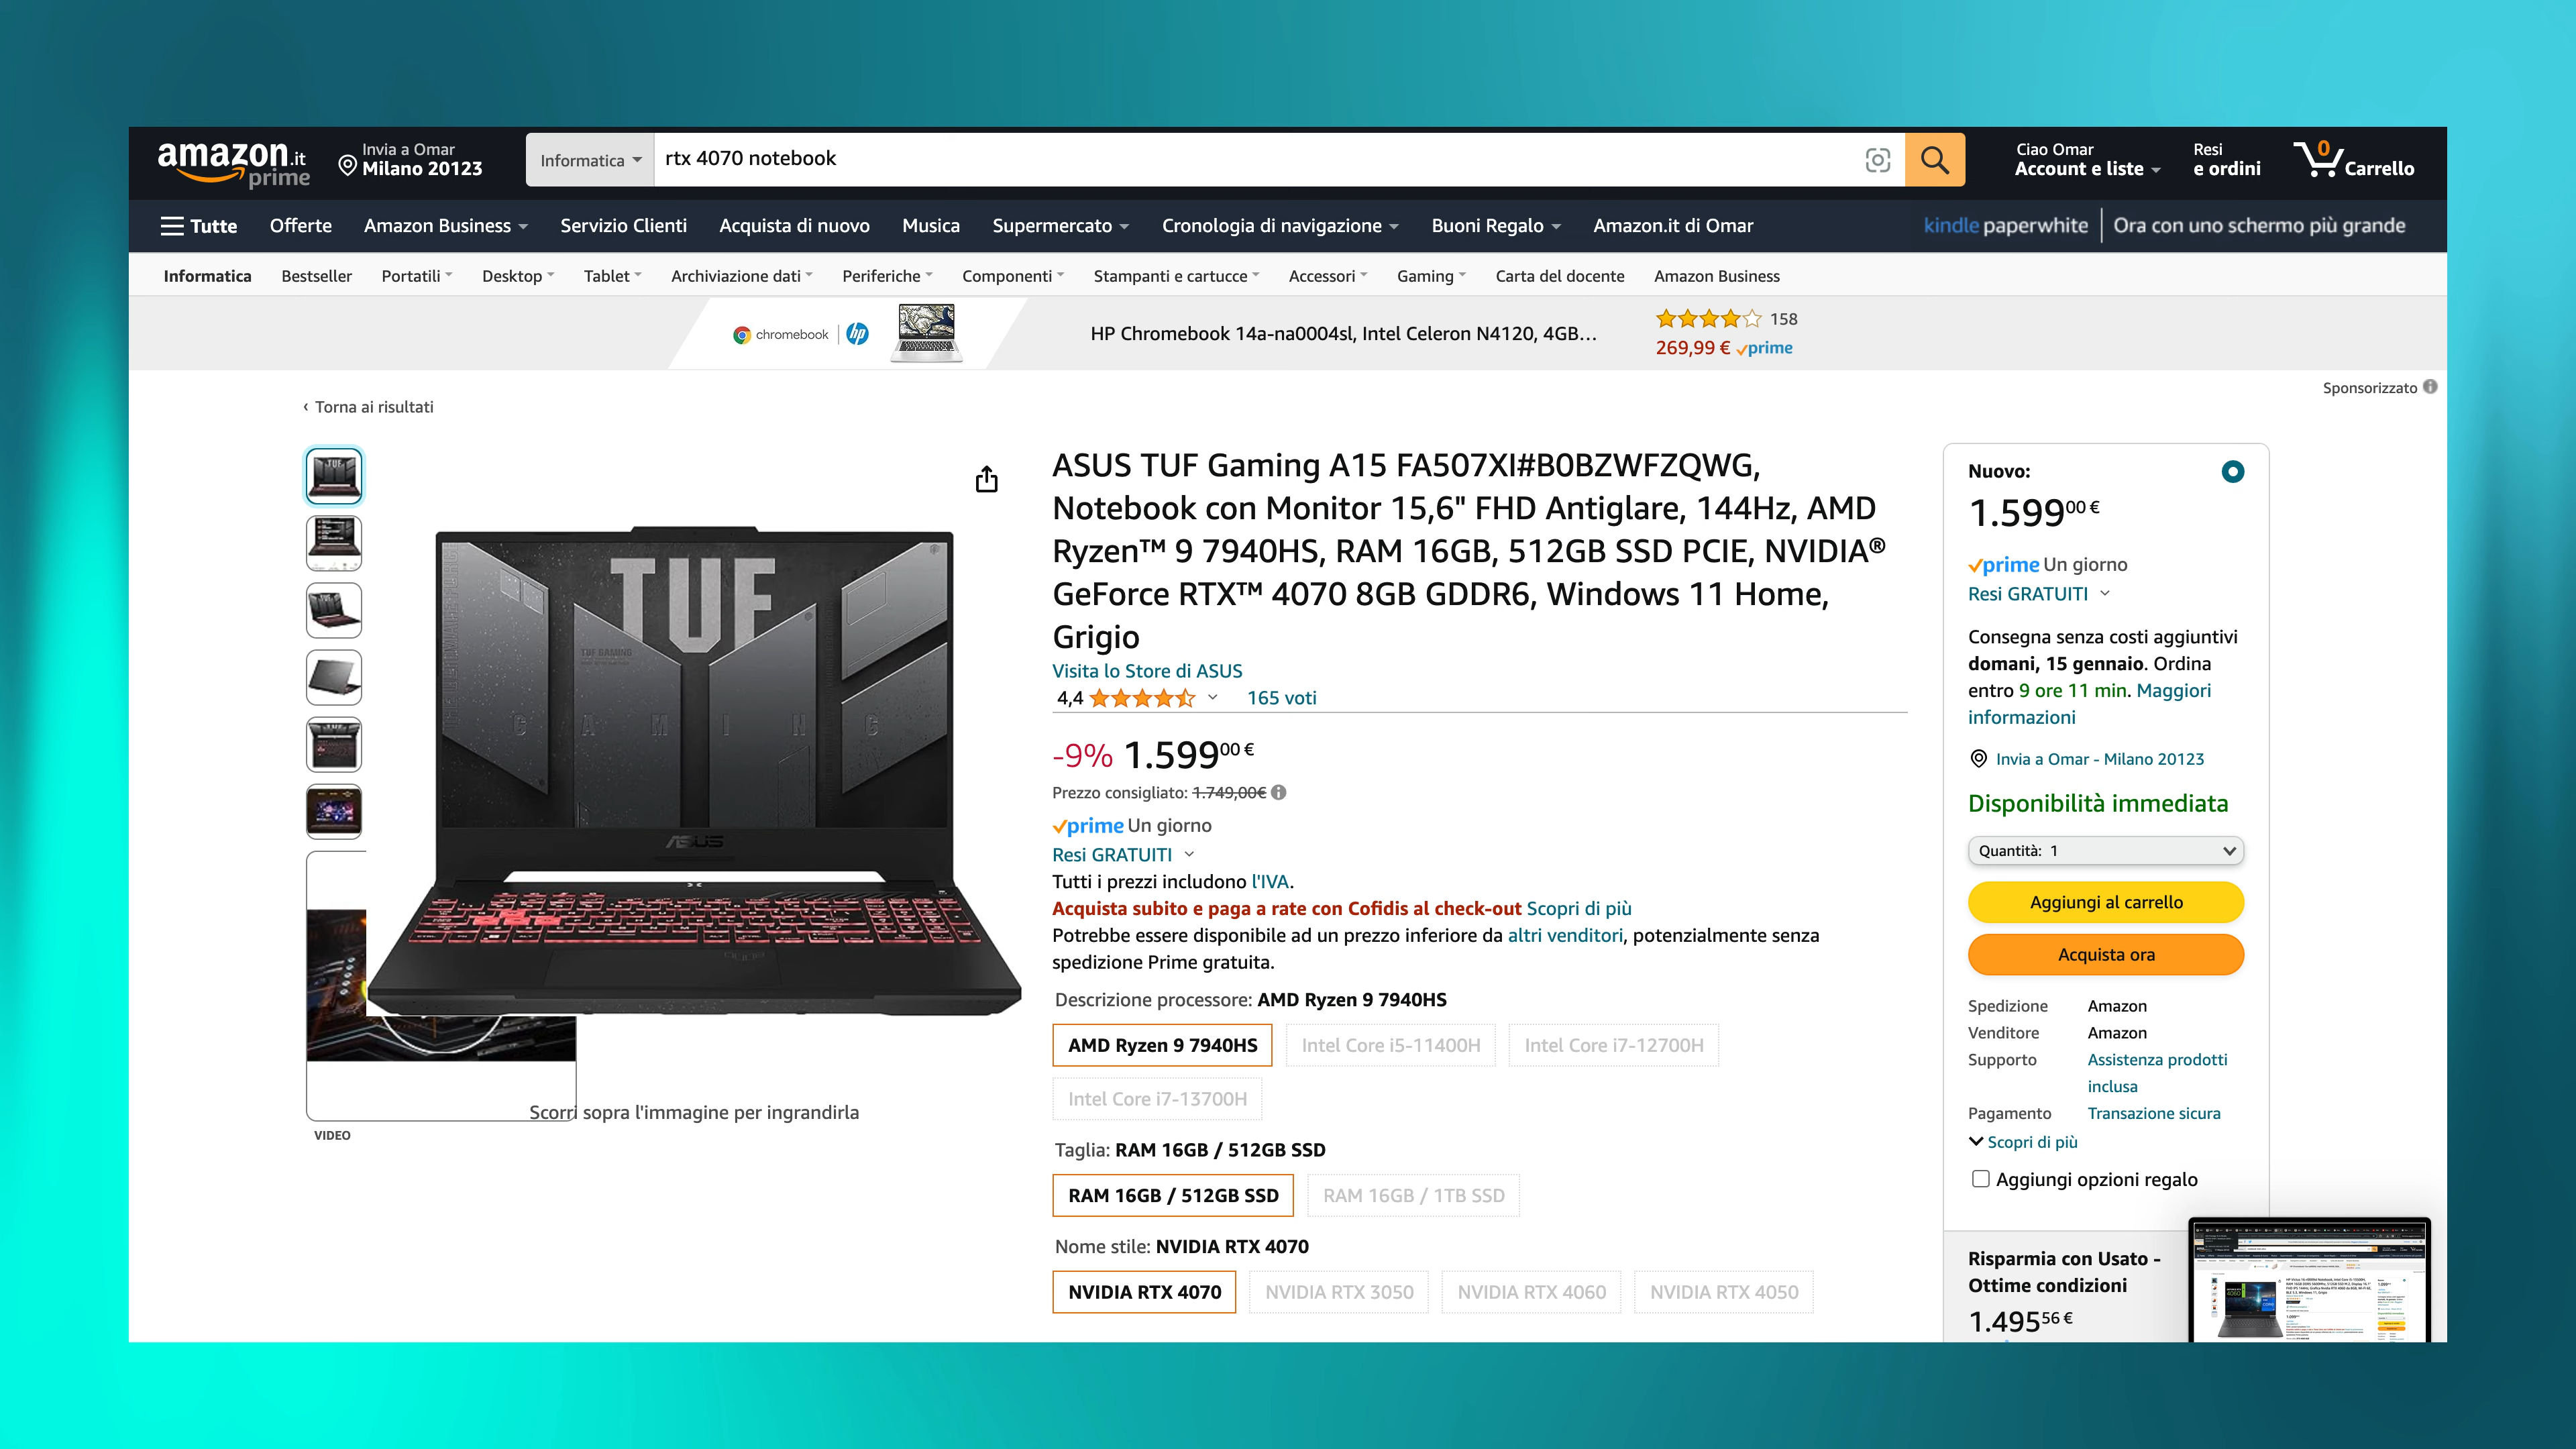 amazon.it
prime
Invia a Omar
Milano 20123
Informatica
rtx 4070 notebook
Ciao Omar
Account e liste
Resi
e ordini
0
Carrello
Tutte
Offerte
Amazon Business
Servizio Clienti
Acquista di nuovo
Musica
Supermercato
Cronologia di navigazione
Buoni Regalo
Amazon.it di Omar
kindle paperwhite
Ora con uno schermo più grande
Informatica
Bestseller
Portatili
Desktop
Tablet
Archiviazione dati
Periferiche
Componenti
Stampanti e cartucce
Accessori
Gaming
Carta del docente
Amazon Business
chromebook
hp
HP Chromebook 14a-na0004sl, Intel Celeron N4120, 4GB…
158
269,99 € prime
Sponsorizzato
‹ Torna ai risultati
TUF
TUF GAMING
G A M I N G
ASUS
VIDEO
Scorri sopra l'immagine per ingrandirla
ASUS TUF Gaming A15 FA507XI#B0BZWFZQWG,
Notebook con Monitor 15,6" FHD Antiglare, 144Hz, AMD
Ryzen™ 9 7940HS, RAM 16GB, 512GB SSD PCIE, NVIDIA®
GeForce RTX™ 4070 8GB GDDR6, Windows 11 Home,
Grigio
Visita lo Store di ASUS
4,4
165 voti
-9% 1.599,00 €
Prezzo consigliato: 1.749,00€
prime Un giorno
Resi GRATUITI
Tutti i prezzi includono l'IVA.
Acquista subito e paga a rate con Cofidis al check-out Scopri di più
Potrebbe essere disponibile ad un prezzo inferiore da altri venditori, potenzialmente senza
spedizione Prime gratuita.
Descrizione processore: AMD Ryzen 9 7940HS
AMD Ryzen 9 7940HS
Intel Core i5-11400H
Intel Core i7-12700H
Intel Core i7-13700H
Taglia: RAM 16GB / 512GB SSD
RAM 16GB / 512GB SSD
RAM 16GB / 1TB SSD
Nome stile: NVIDIA RTX 4070
NVIDIA RTX 4070
NVIDIA RTX 3050
NVIDIA RTX 4060
NVIDIA RTX 4050
Nuovo:
1.599 00 €
prime Un giorno
Resi GRATUITI
Consegna senza costi aggiuntivi
domani, 15 gennaio. Ordina
entro 9 ore 11 min. Maggiori
informazioni
Invia a Omar - Milano 20123
Disponibilità immediata
Quantità: 1
Aggiungi al carrello
Acquista ora
Spedizione Amazon
Venditore Amazon
Supporto Assistenza prodotti
inclusa
Pagamento Transazione sicura
Scopri di più
Aggiungi opzioni regalo
Risparmia con Usato -
Ottime condizioni
1.495 56 €